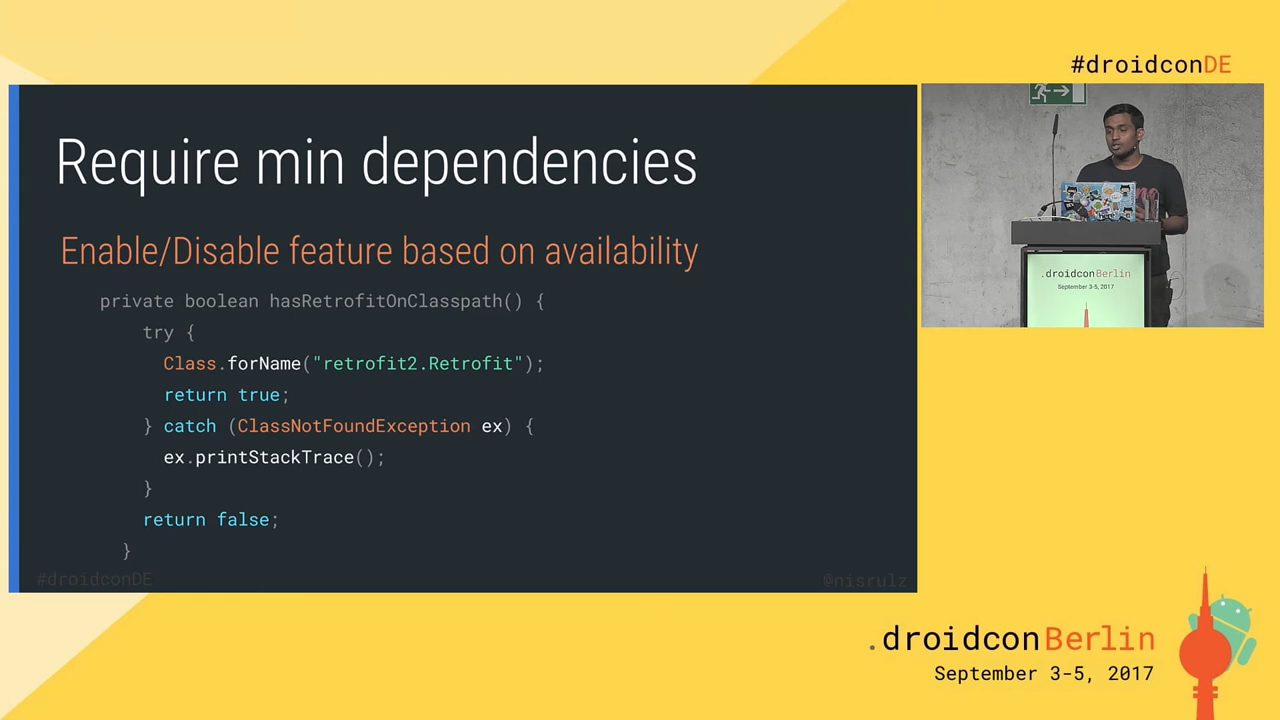 #droidconDE
Require min dependencies
Enable/Disable feature based on availability
private boolean hasRetrofitOnClasspath() {
try {
Class.forName("retrofit2.Retrofit");
return true;
} catch (ClassNotFoundException ex) {
ex.printStackTrace();
}
return false;
}
#droidconDE
@nisrulz
.droidconBerlin
September 3-5, 2017
.droidconBerlin
September 3-5, 2017